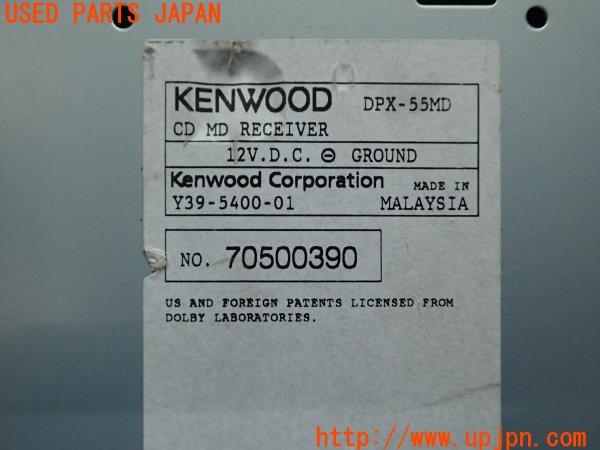 USED PARTS JAPAN
KENWOOD DPX-55MD
CD MD RECEIVER
12V.D.C. ⊖ GROUND
Kenwood Corporation MADE IN
Y39-5400-01 MALAYSIA
NO. 70500390
US AND FOREIGN PATENTS LICENSED FROM
DOLBY LABORATORIES.
http://www.upjpn.com